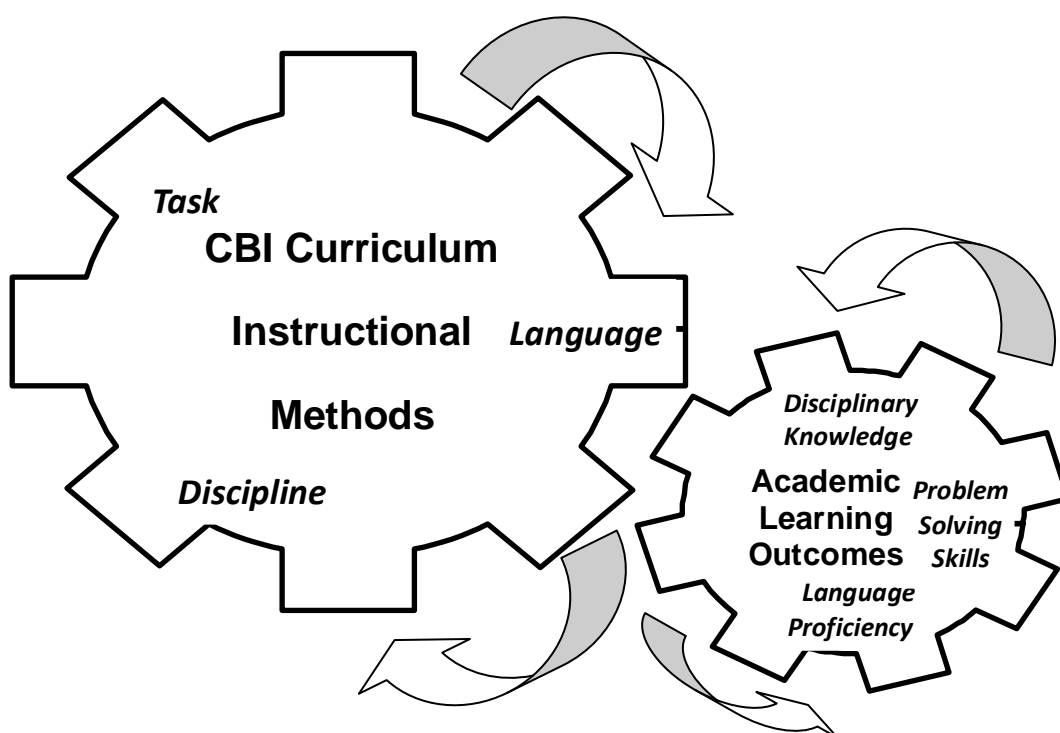 Task
CBI Curriculum
Instructional
Language
Methods
Discipline
Disciplinary
Knowledge
Academic
Learning
Outcomes
Problem
Solving
Skills
Language
Proficiency